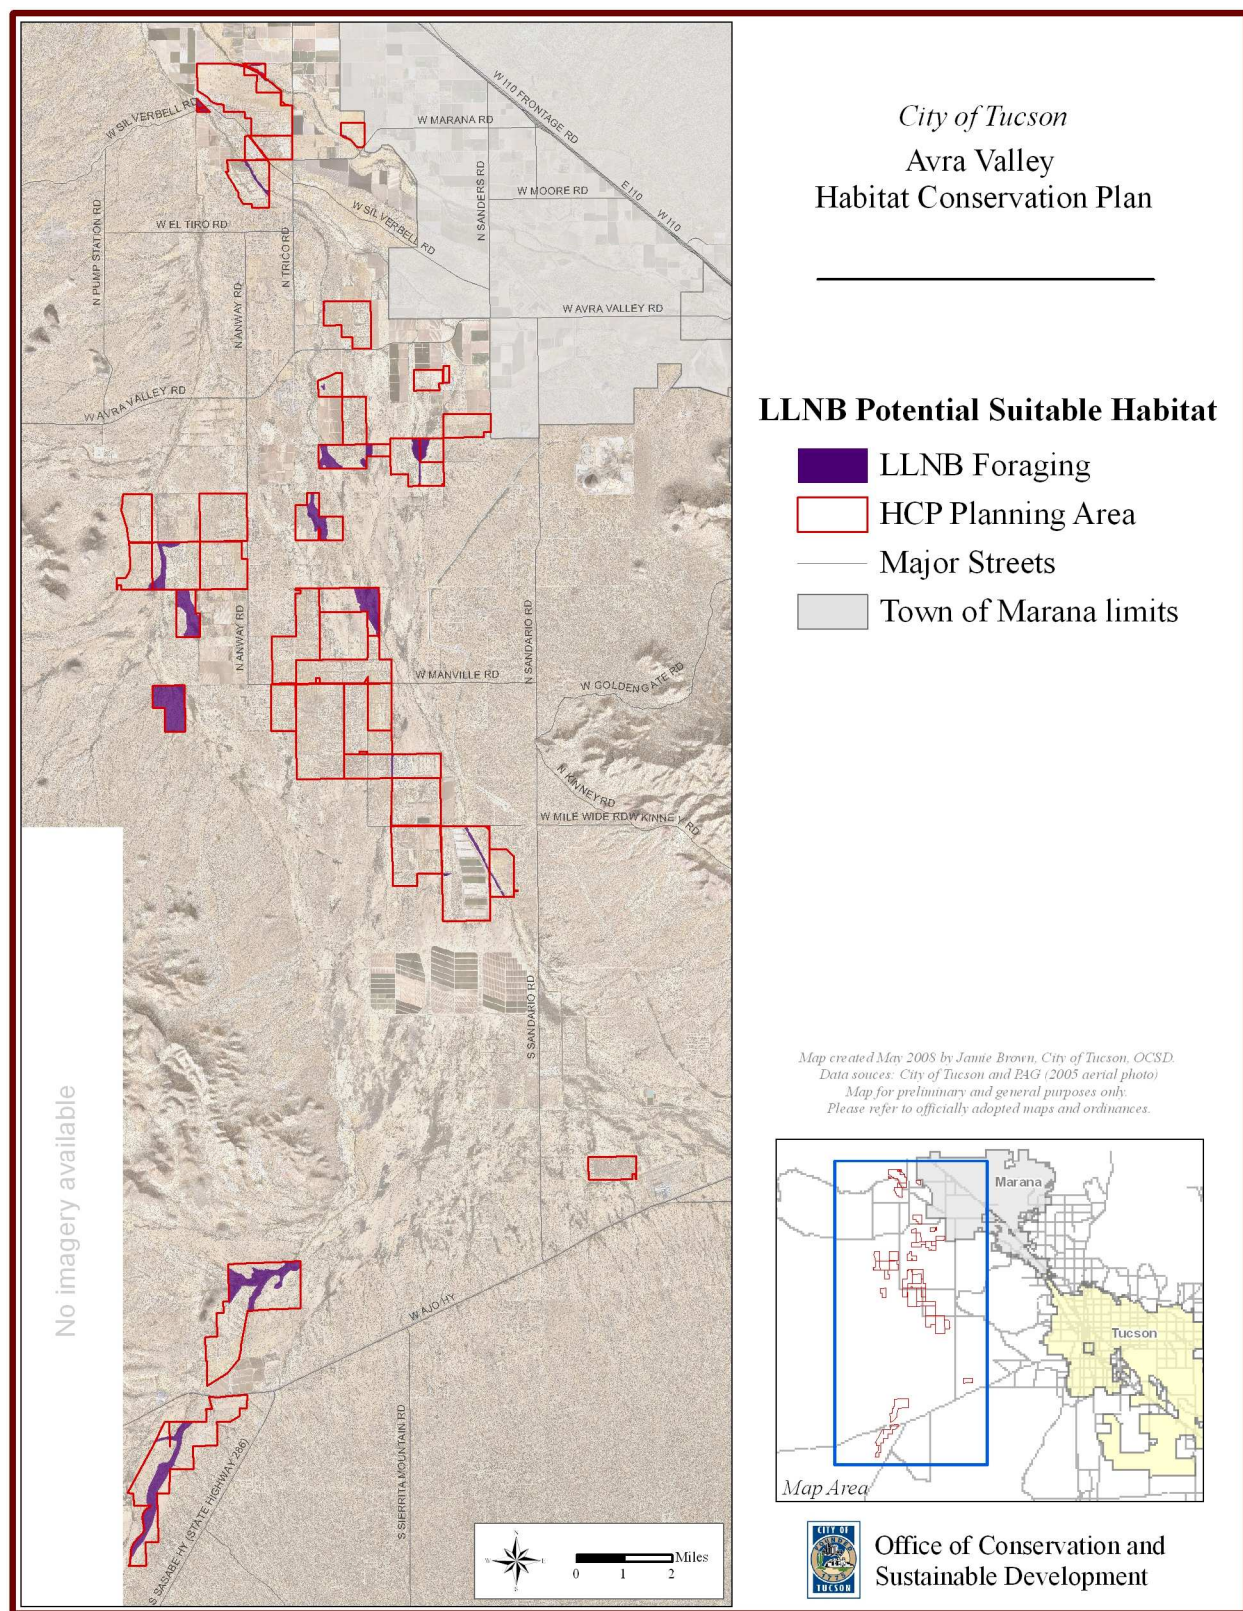 City of Tucson
Avra Valley
Habitat Conservation Plan
LLNB Potential Suitable Habitat
LLNB Foraging
HCP Planning Area
Major Streets
Town of Marana limits
W SILVERBELL RD
W I10 FRONTAGE RD
W MARANA RD
N SANDERS RD
W MOORE RD
E I10
W I10
N PUMP STATION RD
W EL TIRO RD
N TRICO RD
W SILVERBELL RD
N ANWAY RD
W AVRA VALLEY RD
W AVRA VALLEY RD
N ANWAY RD
N SANDARIO RD
W MANVILLE RD
W GOLDEN GATE RD
N KINNEY RD
W MILE WIDE RD
W KINNEY RD
S SANDARIO RD
No imagery available
W AJO HY
S SIERRITA MOUNTAIN RD
S SASABE HY (STATE HIGHWAY 286)
W
E
0 1 2 Miles
Map created May 2008 by Jamie Brown, City of Tucson, OCSD.
Data souces: City of Tucson and PAG (2005 aerial photo)
Map for preliminary and general purposes only.
Please refer to officially adopted maps and ordinances.
Marana
Tucson
Map Area
CITY OF
TUCSON
Office of Conservation and
Sustainable Development